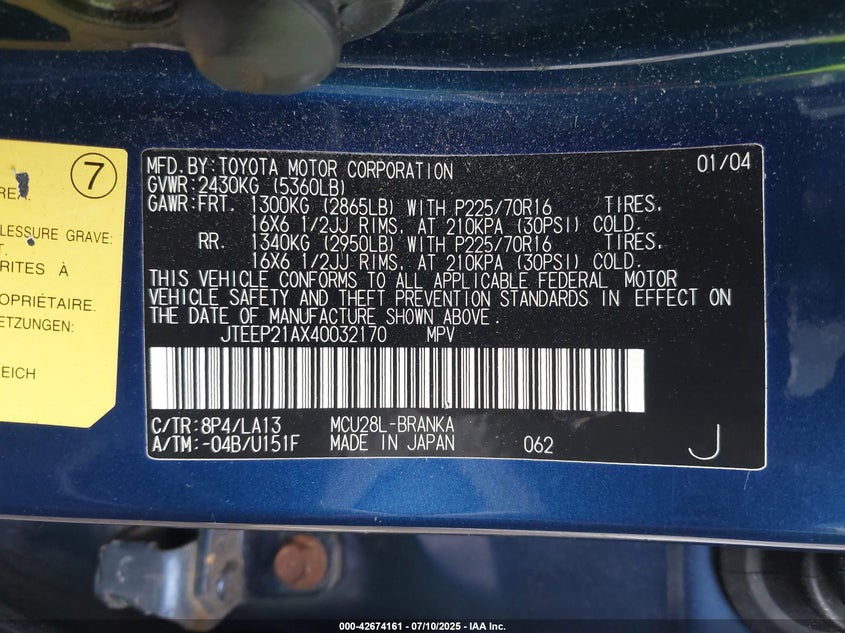 7
REA.
LESSURE GRAVE:
T.
RITES À
OPRIÉTAIRE.
ETZUNGEN:
EICH
MFD.BY:TOYOTA MOTOR CORPORATION 01/04
GVWR:2430KG (5360LB)
GAWR:FRT. 1300KG (2865LB) WITH P225/70R16 TIRES,
16X6 1/2JJ RIMS, AT 210KPA (30PSI) COLD.
RR. 1340KG (2950LB) WITH P225/70R16 TIRES,
16X6 1/2JJ RIMS, AT 210KPA (30PSI) COLD.
THIS VEHICLE CONFORMS TO ALL APPLICABLE FEDERAL MOTOR
VEHICLE SAFETY AND THEFT PREVENTION STANDARDS IN EFFECT ON
THE DATE OF MANUFACTURE SHOWN ABOVE.
JTEEP21AX40032170 MPV
C/TR:8P4/LA13 MCU28L-BRANKA
A/TM:-04B/U151F MADE IN JAPAN 062 J
000-42674161 - 07/10/2025 - IAA Inc.